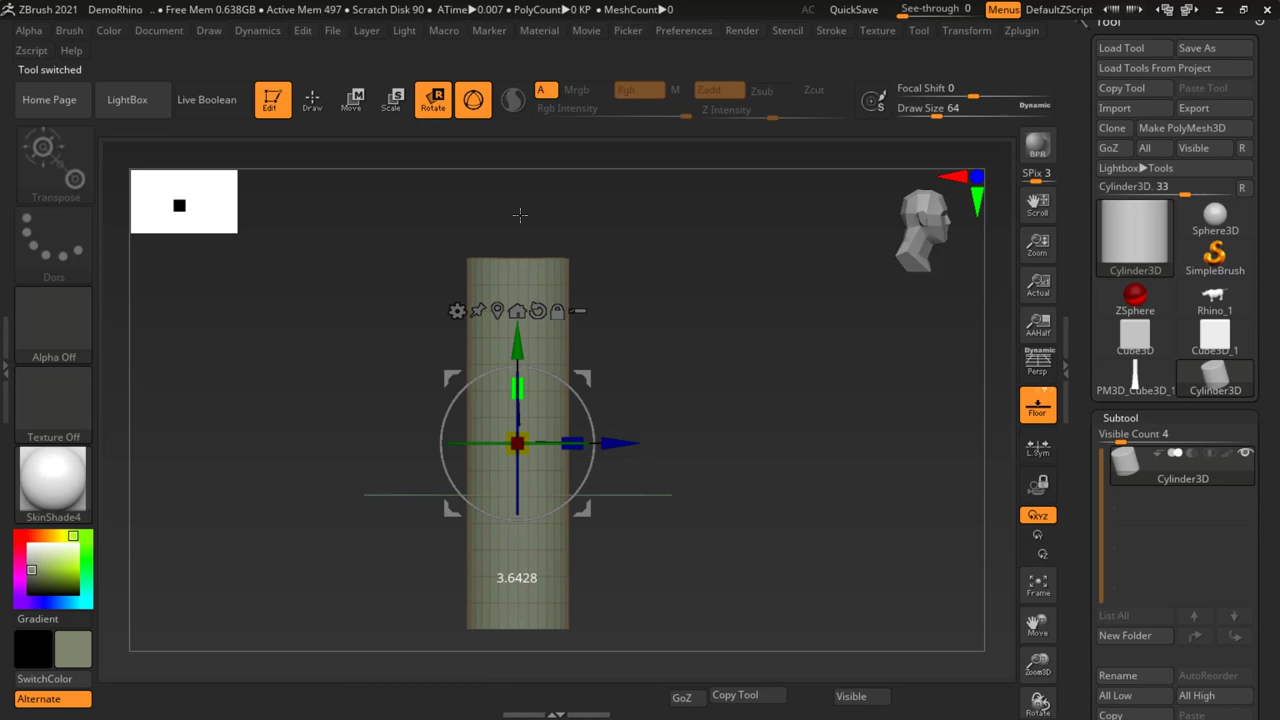 ZBrush 2021 DemoRhino .. • Free Mem 0.638GB • Active Mem 497 • Scratch Disk 90 • ATime▶0.007 • PolyCount▶0 KP • MeshCount▶0 AC QuickSave See-through 0 Menus DefaultZScript
Alpha Brush Color Document Draw Dynamics Edit File Layer Light Macro Marker Material Movie Picker Preferences Render Stencil Stroke Texture Tool Transform Zplugin
Zscript Help
Tool switched
Home Page LightBox Live Boolean Edit Draw Move Scale Rotate
A Mrgb Rgb M Zadd Zsub Zcut
Rgb Intensity Z Intensity
Focal Shift 0
Draw Size 64 Dynamic
Transpose
Dots
Alpha Off
Texture Off
SkinShade4
Gradient
SwitchColor
Alternate
3.6428
GoZ Copy Tool Visible
BPR
SPix 3
Scroll
Zoom
Actual
AAHalf
Dynamic
Persp
Floor
L.Sym
XYZ
Y
Z
Frame
Move
Zoom3D
Rotate
Tool
Load Tool Save As
Load Tools From Project
Copy Tool Paste Tool
Import Export
Clone Make PolyMesh3D
GoZ All Visible R
Lightbox▶Tools
Cylinder3D. 33 R
Cylinder3D Sphere3D
SimpleBrush
ZSphere Rhino_1
Cube3D Cube3D_1
PM3D_Cube3D_1 Cylinder3D
Subtool
Visible Count 4
Cylinder3D
List All
New Folder
Rename AutoReorder
All Low All High
Copy Paste